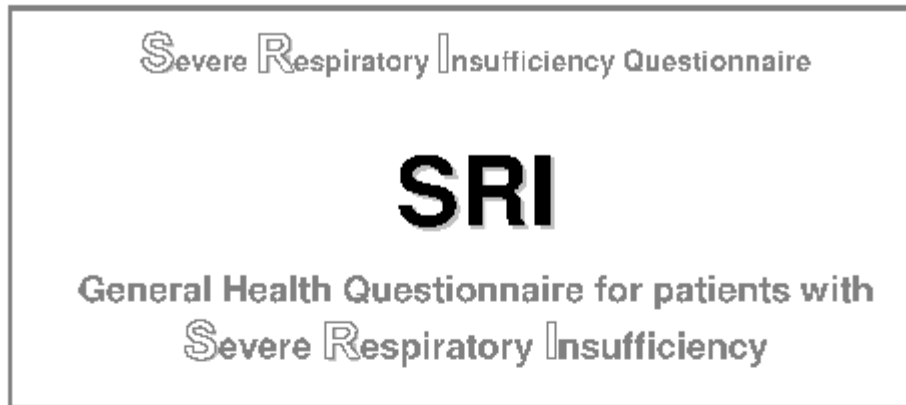 Severe Respiratory Insufficiency Questionnaire
SRI
General Health Questionnaire for patients with
Severe Respiratory Insufficiency